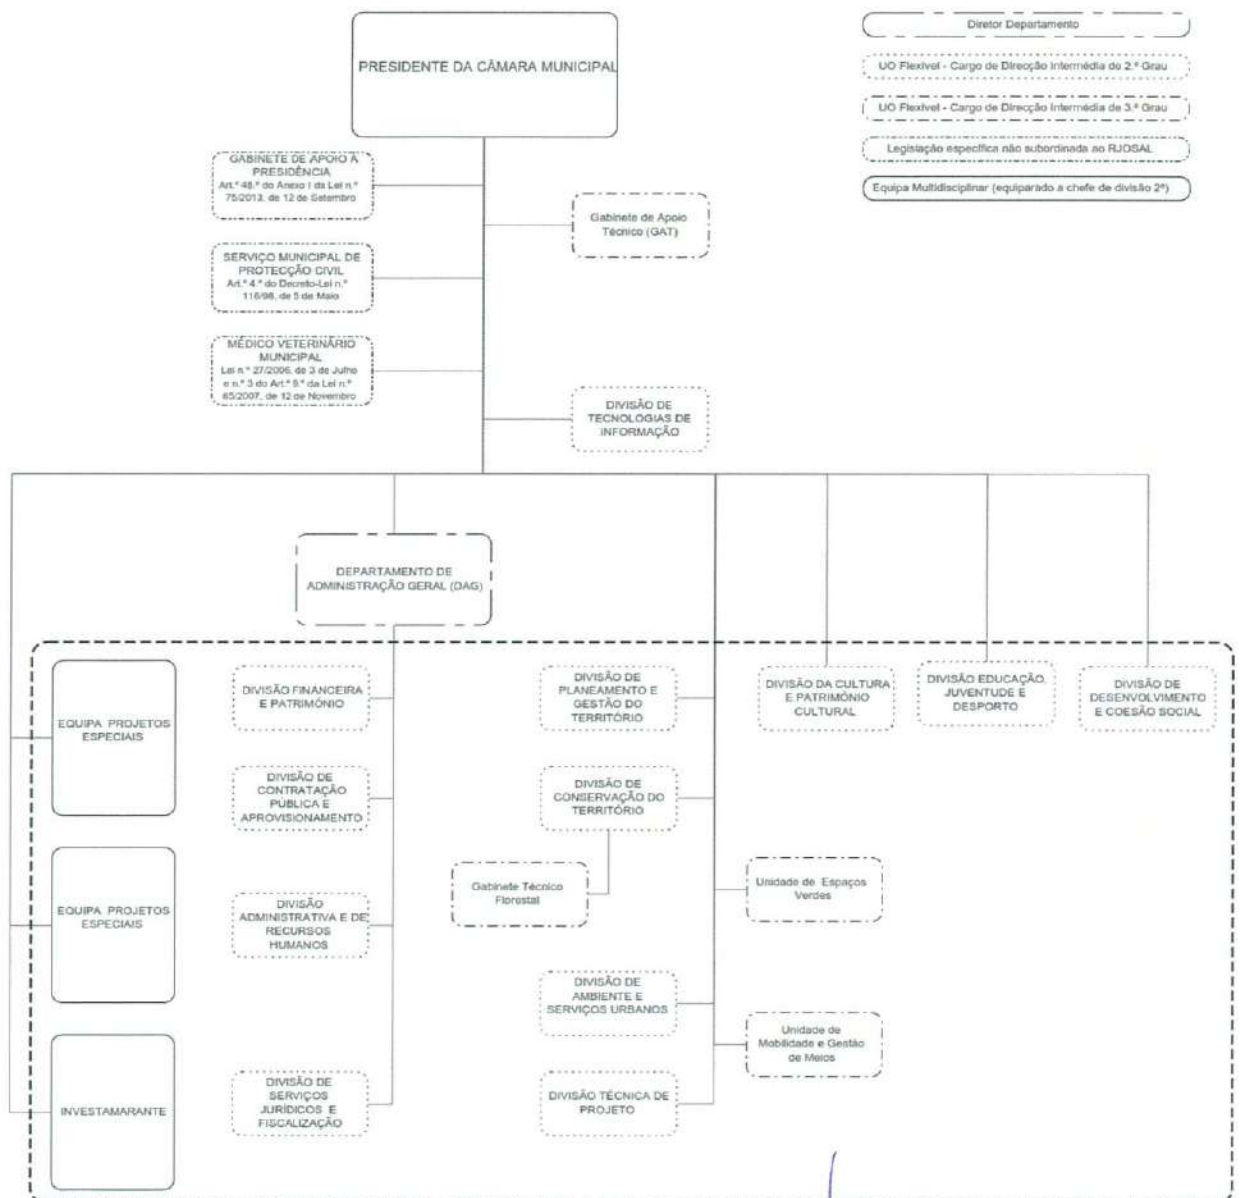 PRESIDENTE DA CÂMARA MUNICIPAL
Diretor Departamento
UO Flexível - Cargo de Direcção Intermédia de 2.º Grau
UO Flexível - Cargo de Direcção Intermédia de 3.º Grau
Legislação específica não subordinada ao RJOSAL
Equipa Multidisciplinar (equiparado a chefe de divisão 2º)
GABINETE DE APOIO À
PRESIDÊNCIA
Art.º 48.º do Anexo I da Lei n.º
75/2013, de 12 de Setembro
Gabinete de Apoio
Técnico (GAT)
SERVIÇO MUNICIPAL DE
PROTECÇÃO CIVIL
Art.º 4.º do Decreto-Lei n.º
116/98, de 5 de Maio
MÉDICO VETERINÁRIO
MUNICIPAL
Lei n.º 27/2006, de 3 de Julho
e n.º 3 do Art.º 8.º da Lei n.º
65/2007, de 12 de Novembro
DIVISÃO DE
TECNOLOGIAS DE
INFORMAÇÃO
DEPARTAMENTO DE
ADMINISTRAÇÃO GERAL (DAG)
EQUIPA PROJETOS
ESPECIAIS
DIVISÃO FINANCEIRA
E PATRIMÓNIO
DIVISÃO DE
PLANEAMENTO E
GESTÃO DO
TERRITÓRIO
DIVISÃO DA CULTURA
E PATRIMÓNIO
CULTURAL
DIVISÃO EDUCAÇÃO,
JUVENTUDE E
DESPORTO
DIVISÃO DE
DESENVOLVIMENTO
E COESÃO SOCIAL
DIVISÃO DE
CONTRATAÇÃO
PÚBLICA E
APROVISIONAMENTO
DIVISÃO DE
CONSERVAÇÃO DO
TERRITÓRIO
EQUIPA PROJETOS
ESPECIAIS
DIVISÃO
ADMINISTRATIVA E DE
RECURSOS
HUMANOS
Gabinete Técnico
Florestal
Unidade de Espaços
Verdes
DIVISÃO DE
AMBIENTE E
SERVIÇOS URBANOS
Unidade de
Mobilidade e Gestão
de Meios
INVESTAMARANTE
DIVISÃO DE
SERVIÇOS
JURÍDICOS E
FISCALIZAÇÃO
DIVISÃO TÉCNICA DE
PROJETO